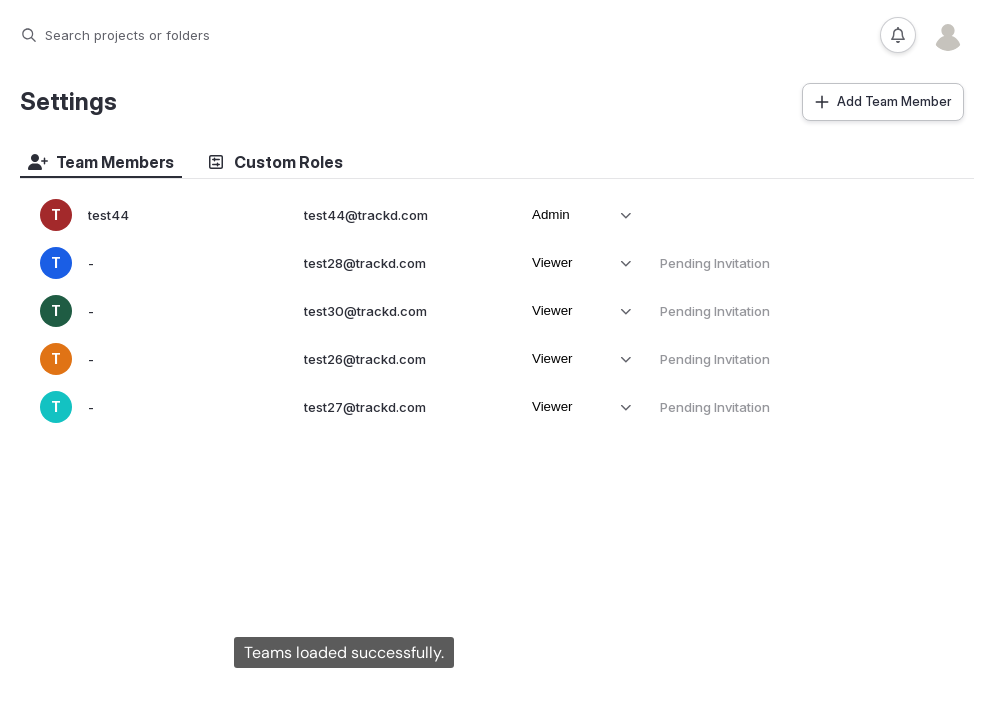 Search projects or folders
Settings
Add Team Member
Team Members
Custom Roles
T test44 test44@trackd.com Admin
T - test28@trackd.com Viewer Pending Invitation
T - test30@trackd.com Viewer Pending Invitation
T - test26@trackd.com Viewer Pending Invitation
T - test27@trackd.com Viewer Pending Invitation
Teams loaded successfully.